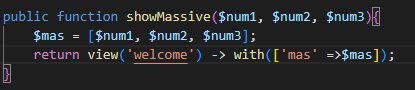 public function showMassive($num1, $num2, $num3){
    $mas = [$num1, $num2, $num3];
    return view('welcome') -> with(['mas' =>$mas]);
}